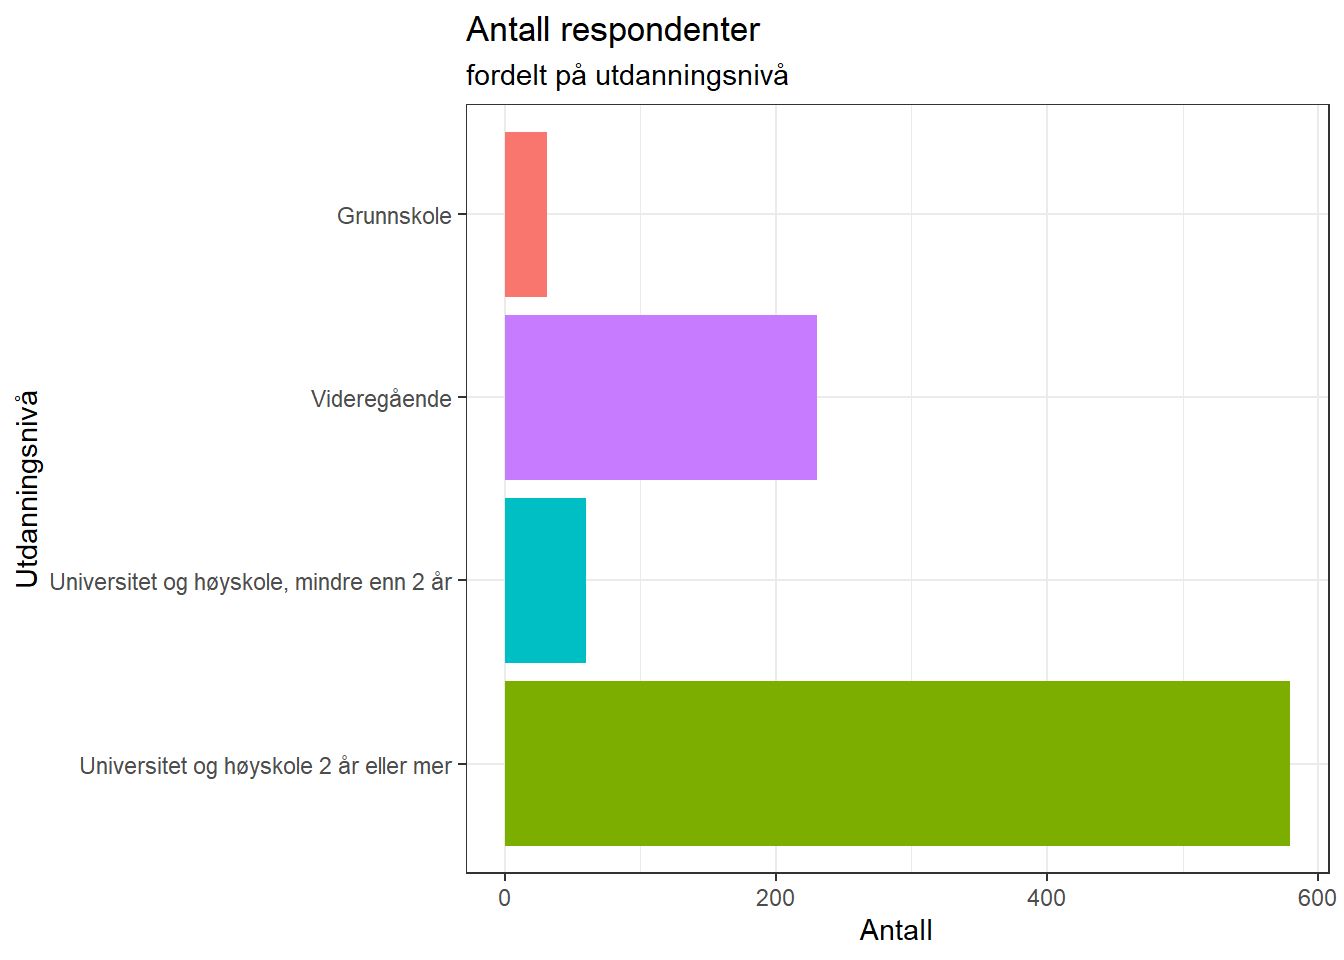 Antall respondenter
fordelt på utdanningsnivå
Utdanningsnivå
Grunnskole
Videregående
Universitet og høyskole, mindre enn 2 år
Universitet og høyskole 2 år eller mer
0 200 400 600
Antall